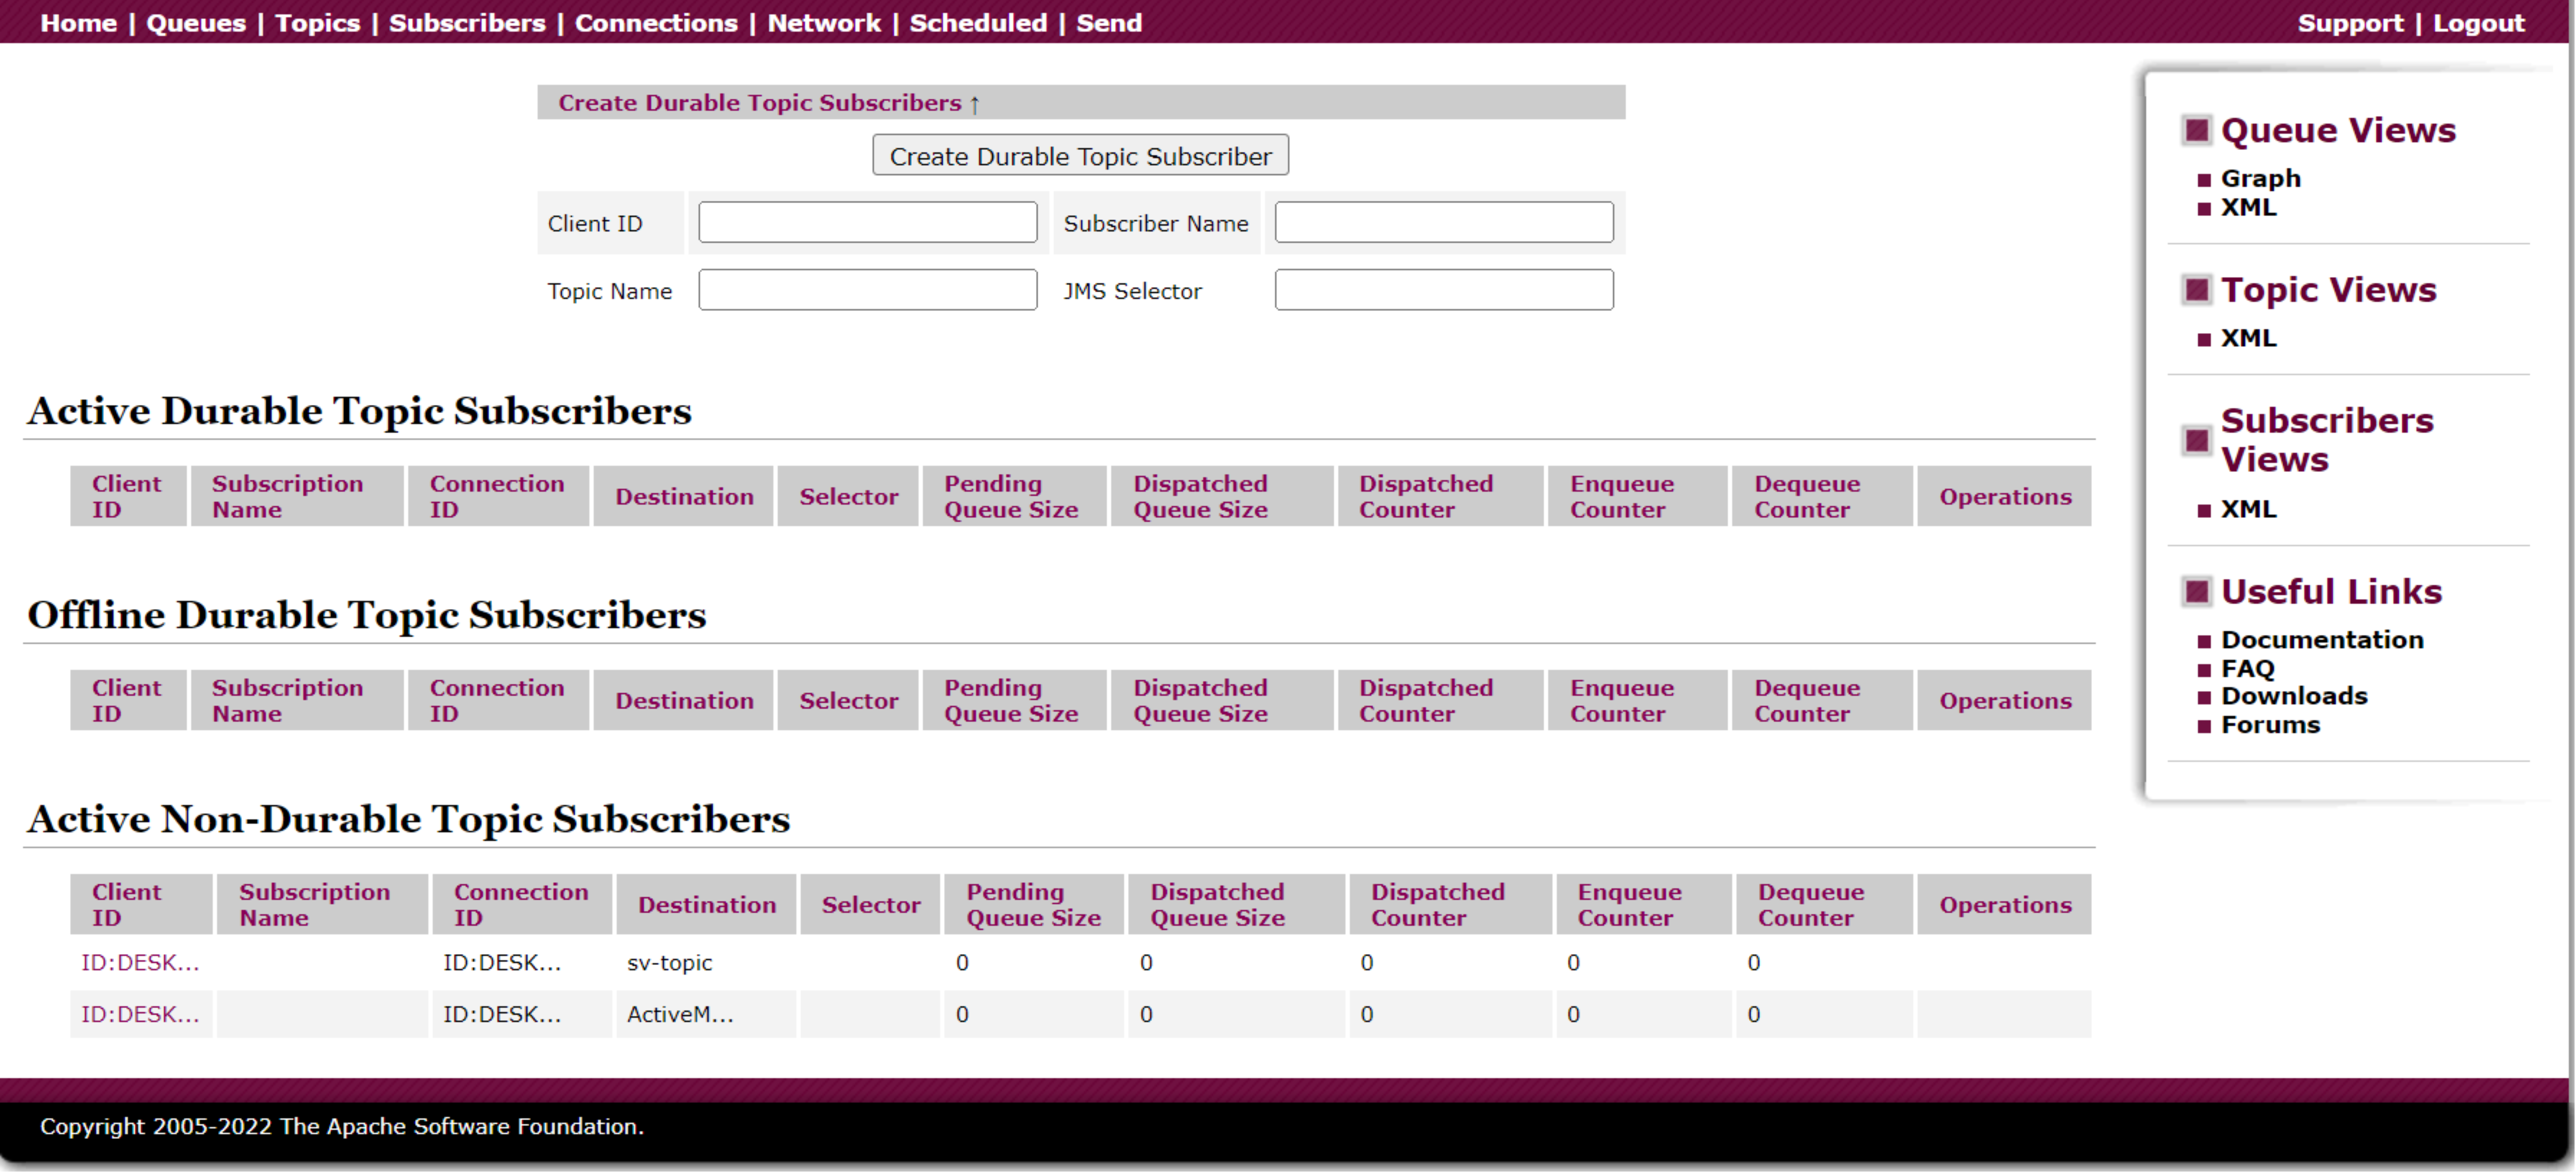 Home | Queues | Topics | Subscribers | Connections | Network | Scheduled | Send
Support | Logout
Create Durable Topic Subscribers ↑
Create Durable Topic Subscriber
Client ID
Subscriber Name
Topic Name
JMS Selector
Active Durable Topic Subscribers
Client ID Subscription Name Connection ID Destination Selector Pending Queue Size Dispatched Queue Size Dispatched Counter Enqueue Counter Dequeue Counter Operations
Offline Durable Topic Subscribers
Client ID Subscription Name Connection ID Destination Selector Pending Queue Size Dispatched Queue Size Dispatched Counter Enqueue Counter Dequeue Counter Operations
Active Non-Durable Topic Subscribers
Client ID Subscription Name Connection ID Destination Selector Pending Queue Size Dispatched Queue Size Dispatched Counter Enqueue Counter Dequeue Counter Operations
ID:DESK... ID:DESK... sv-topic 0 0 0 0 0
ID:DESK... ID:DESK... ActiveM... 0 0 0 0 0
Queue Views
Graph
XML
Topic Views
XML
Subscribers
Views
XML
Useful Links
Documentation
FAQ
Downloads
Forums
Copyright 2005-2022 The Apache Software Foundation.